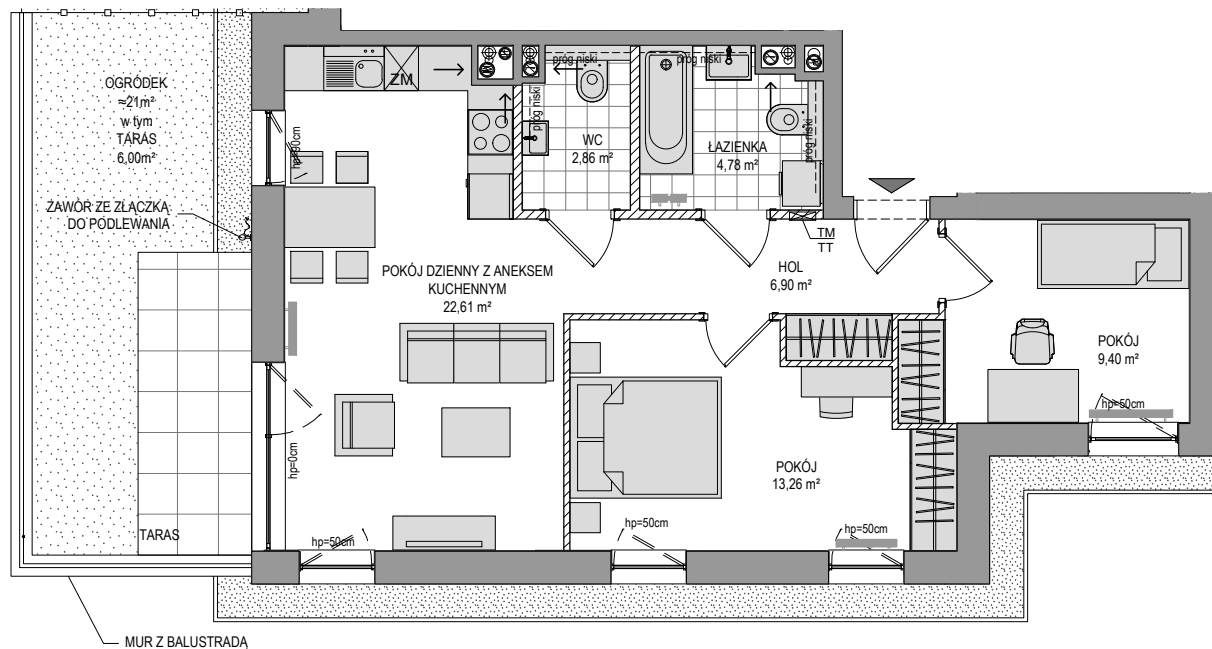 OGRÓDEK
≈21m²
w tym
TARAS
6,00m²
ZAWÓR ZE ZŁĄCZKĄ
DO PODLEWANIA
TARAS
MUR Z BALUSTRADĄ
ZM
hp=90cm
POKÓJ DZIENNY Z ANEKSEM
KUCHENNYM
22,61 m²
hp=0cm
hp=50cm
próg niski
próg niski
WC
2,86 m²
próg niski
ŁAZIENKA
4,78 m²
próg niski
TM
TT
HOL
6,90 m²
POKÓJ
9,40 m²
hp=50cm
POKÓJ
13,26 m²
hp=50cm
hp=50cm